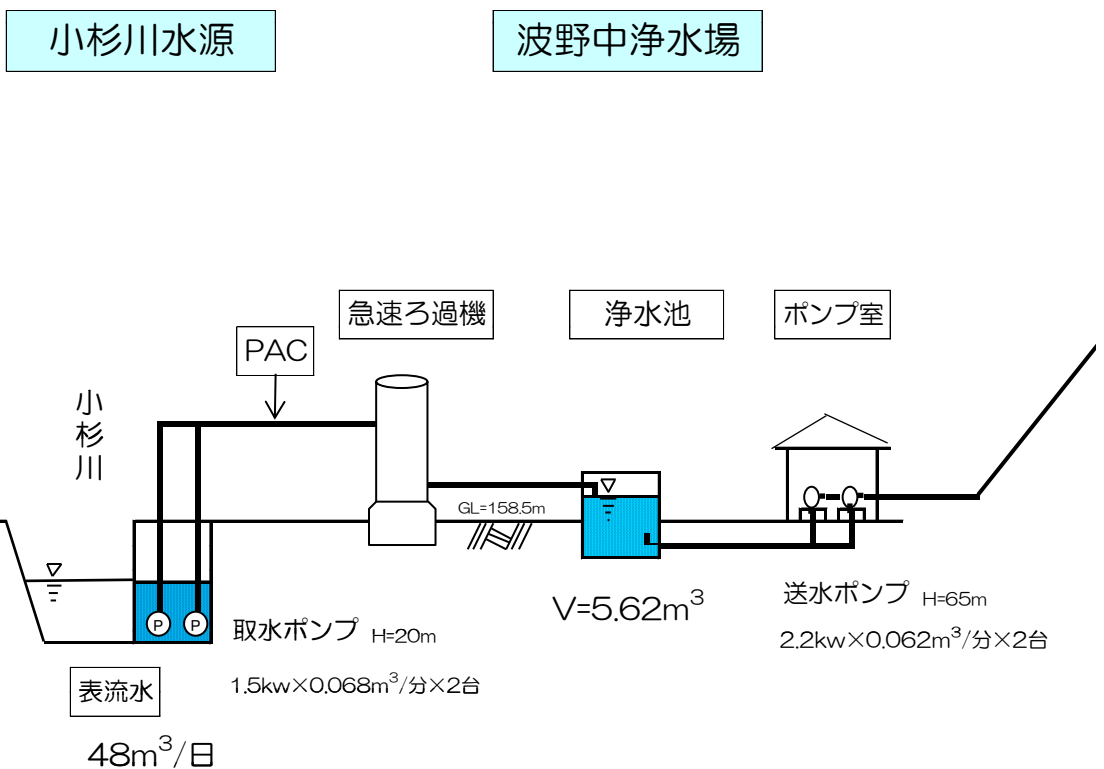 小杉川水源
波野中浄水場
急速ろ過機
浄水池
ポンプ室
PAC
小杉川
GL=158.5m
P
P
V=5.62m³
送水ポンプ H=65m
2.2kw×0.062m³/分×2台
取水ポンプ H=20m
1.5kw×0.068m³/分×2台
表流水
48m³/日